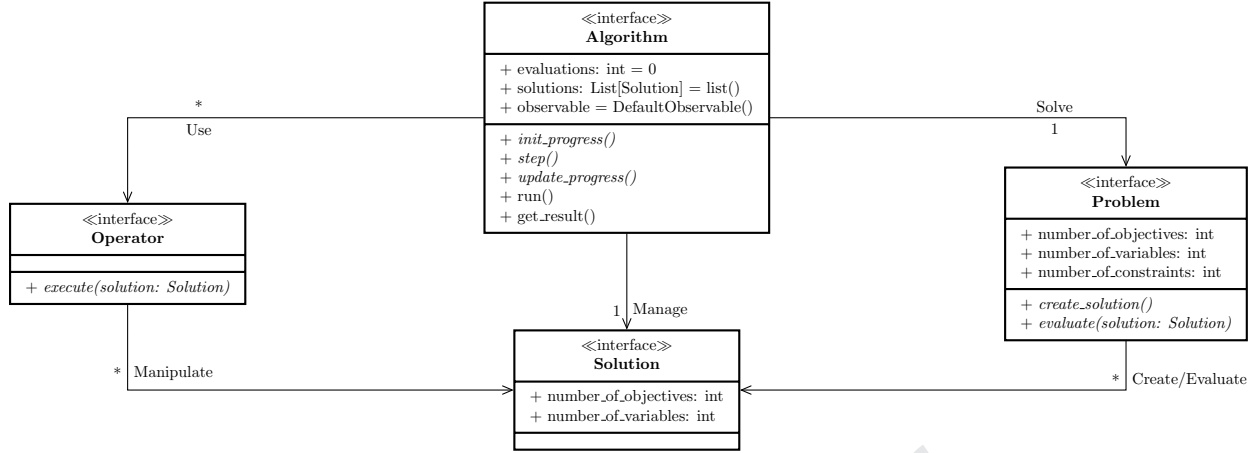 ≪interface≫
Algorithm
+ evaluations: int = 0
+ solutions: List[Solution] = list()
+ observable = DefaultObservable()
+ init_progress()
+ step()
+ update_progress()
+ run()
+ get_result()
*
Use
Solve
1
≪interface≫
Operator
+ execute(solution: Solution)
≪interface≫
Problem
+ number_of_objectives: int
+ number_of_variables: int
+ number_of_constraints: int
+ create_solution()
+ evaluate(solution: Solution)
1 Manage
≪interface≫
Solution
+ number_of_objectives: int
+ number_of_variables: int
* Manipulate
* Create/Evaluate